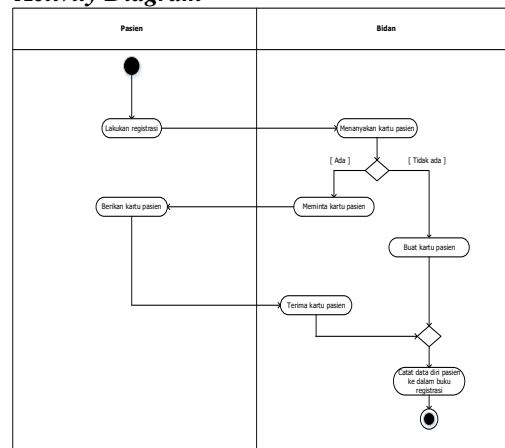 Activity Diagram
Pasien
Bidan
Lakukan registrasi
Menanyakan kartu pasien
[ Ada ]
[ Tidak ada ]
Berikan kartu pasien
Meminta kartu pasien
Buat kartu pasien
Terima kartu pasien
Catat data diri pasien
ke dalam buku
registrasi